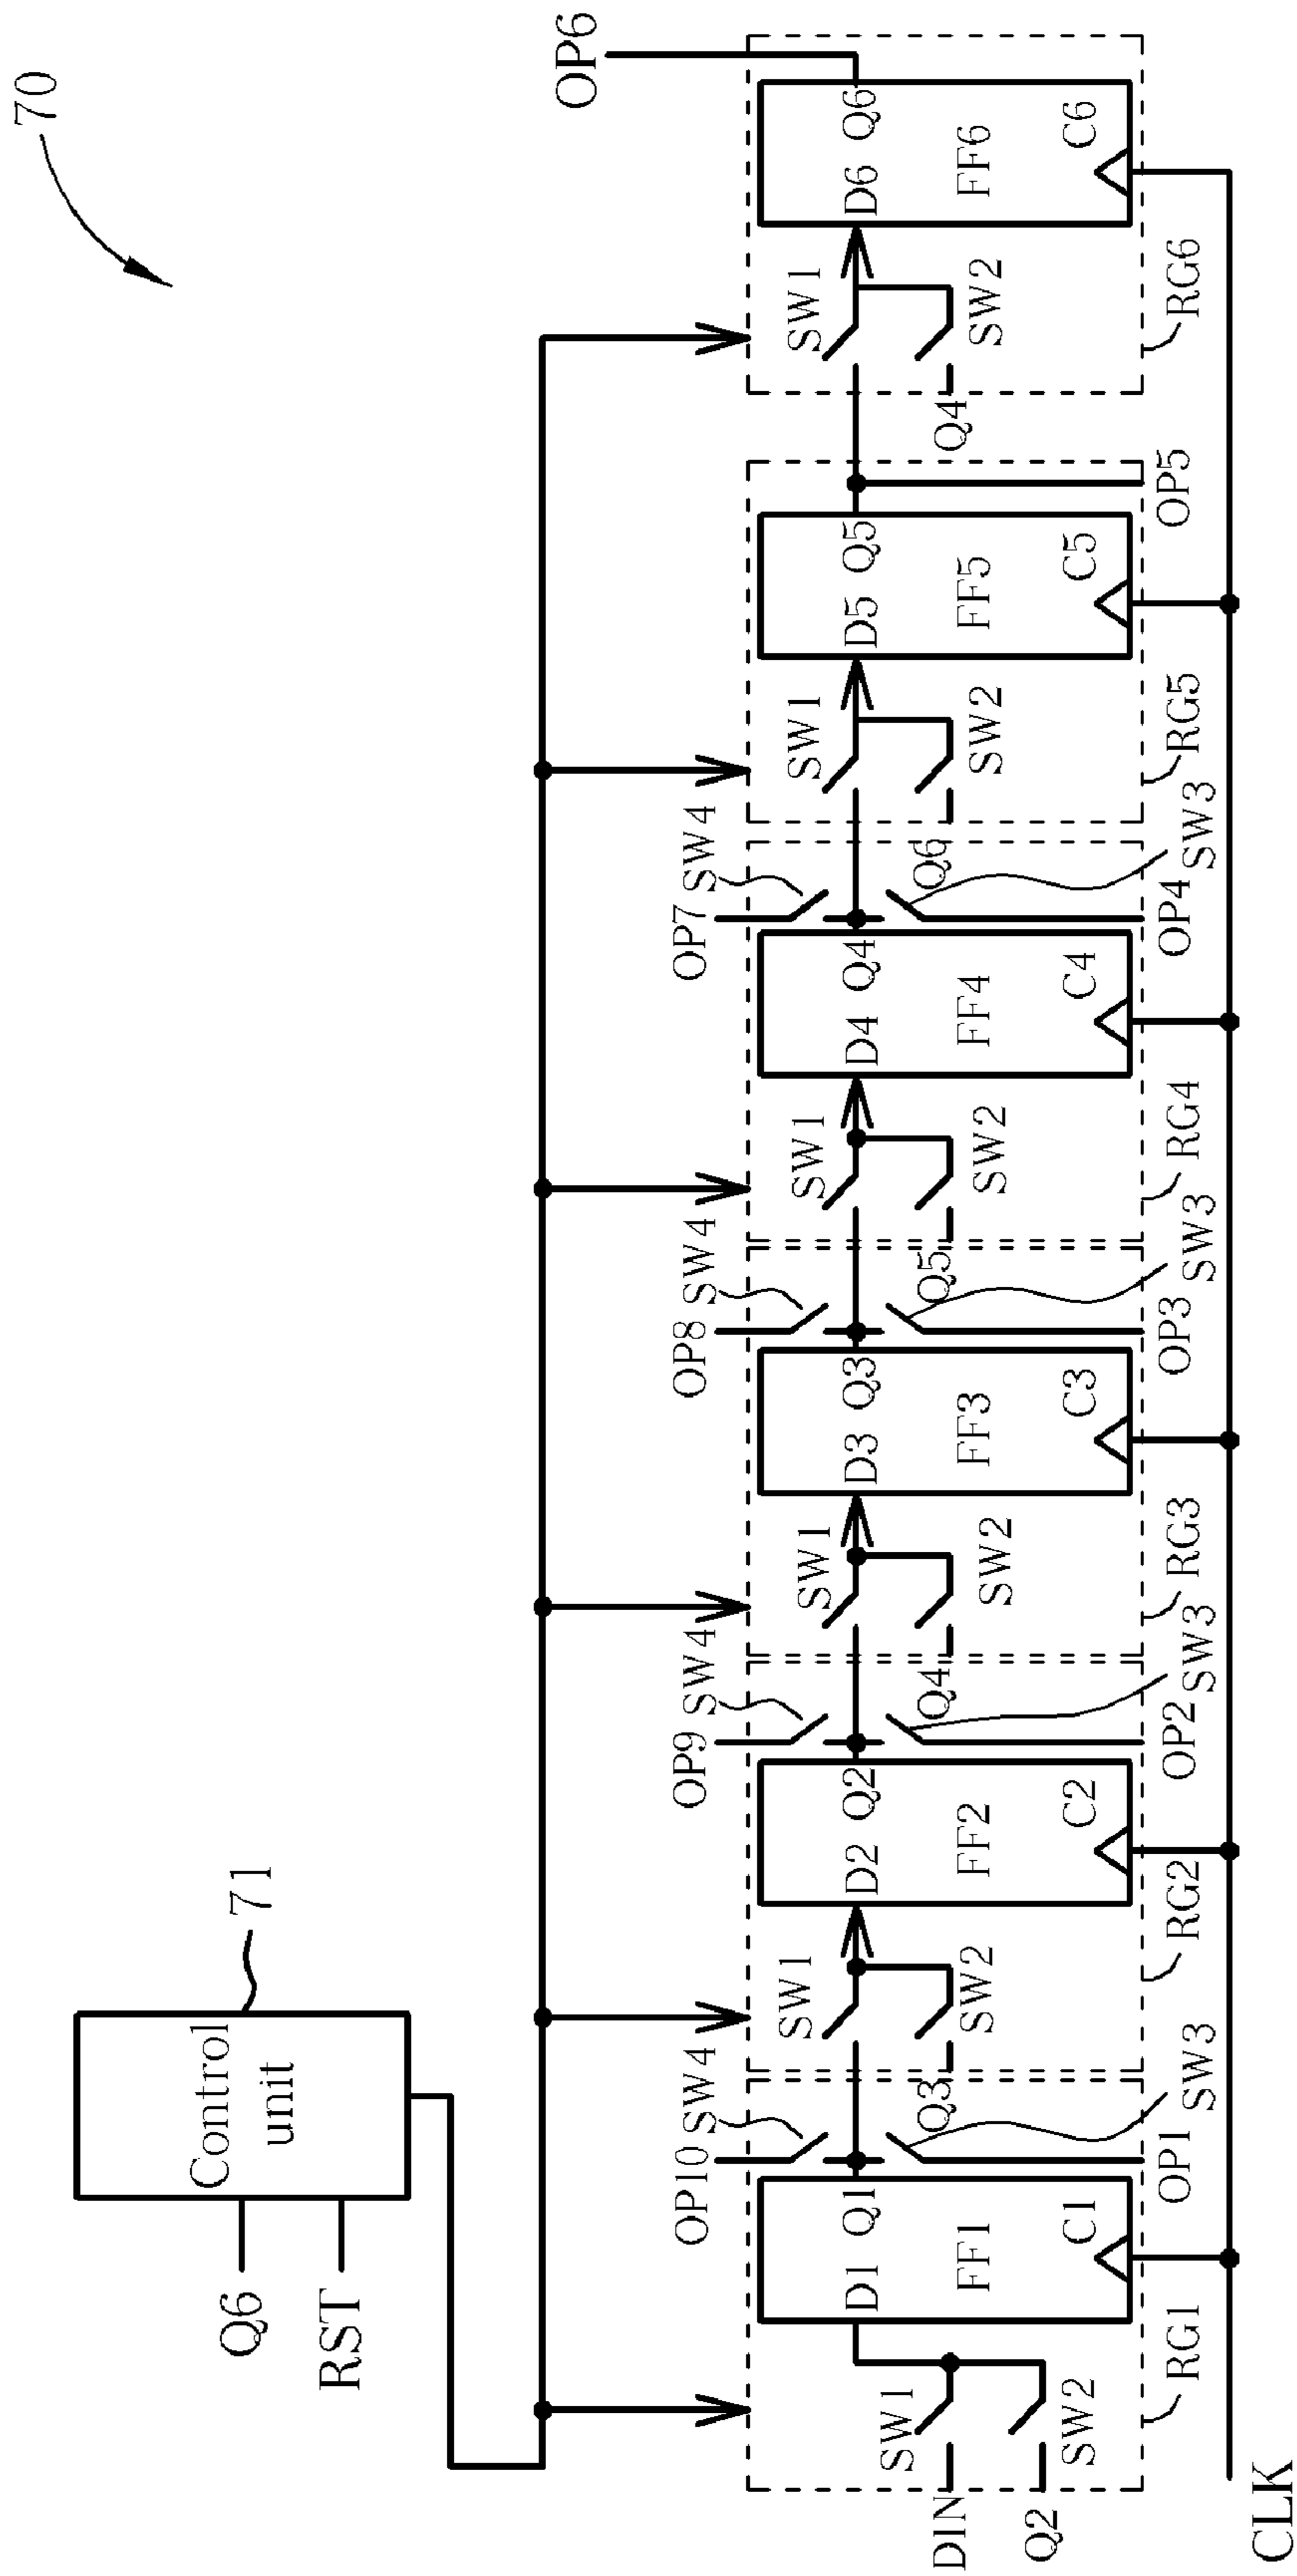 70
Control
unit
71
Q6
RST
OP10
SW4
OP9
SW4
OP8
SW4
OP7
SW4
OP6
DIN
SW1
Q2
SW2
D1
Q1
FF1
C1
Q3
SW3
OP1
RG1
SW1
SW2
D2
Q2
FF2
C2
Q4
SW3
OP2
RG2
SW1
SW2
D3
Q3
FF3
C3
Q5
SW3
OP3
RG3
SW1
SW2
D4
Q4
FF4
C4
Q6
SW3
OP4
RG4
SW1
SW2
D5
Q5
FF5
C5
OP5
RG5
Q4
SW1
SW2
D6
Q6
FF6
C6
RG6
CLK